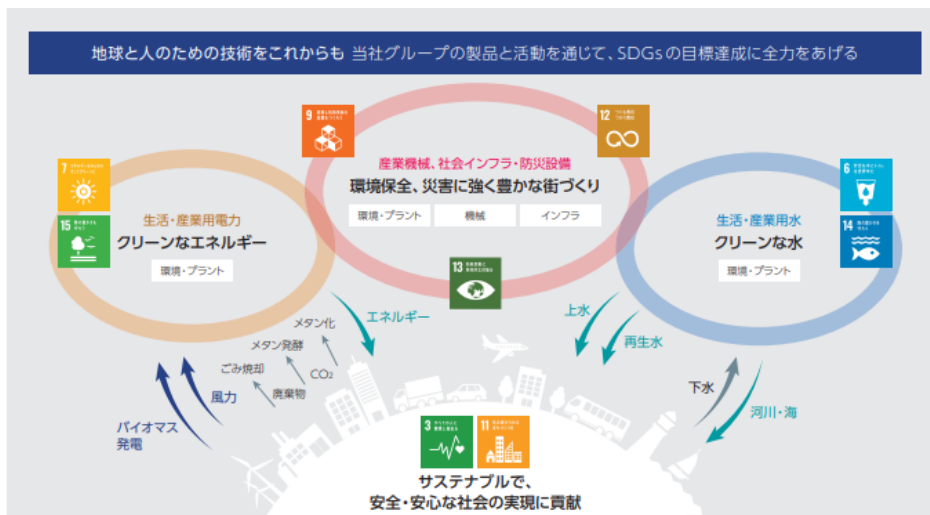 地球と人のための技術をこれからも 当社グループの製品と活動を通じて、SDGsの目標達成に全力をあげる
9
12
産業機械、社会インフラ・防災設備
環境保全、災害に強く豊かな街づくり
環境・プラント
機械
インフラ
13
7
15
生活・産業用電力
クリーンなエネルギー
環境・プラント
6
14
生活・産業用水
クリーンな水
環境・プラント
メタン化
メタン発酵
ごみ焼却
CO₂
廃棄物
エネルギー
風力
バイオマス
発電
上水
再生水
下水
河川・海
3
11
サステナブルで、
安全・安心な社会の実現に貢献